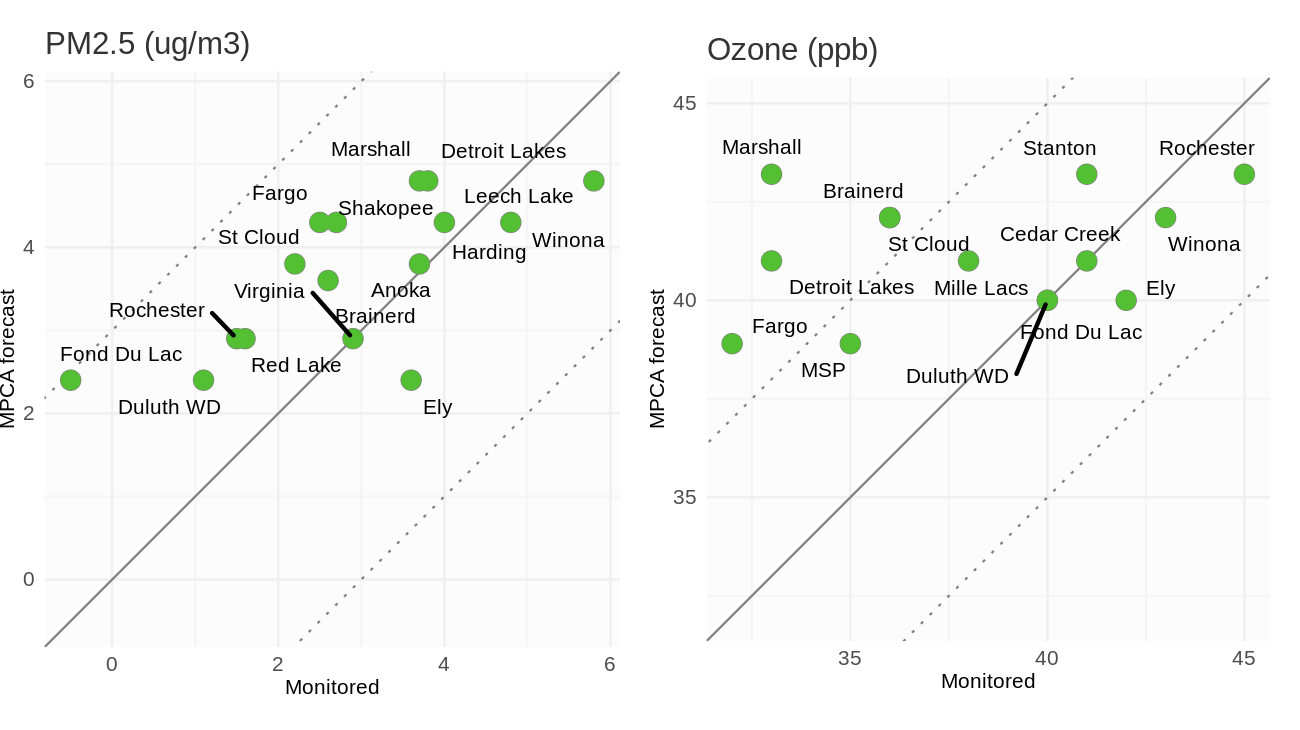 PM2.5 (ug/m3)
6
4
2
0
MPCA forecast
Marshall
Detroit Lakes
Fargo
Leech Lake
Shakopee
St Cloud
Winona
Harding
Virginia
Anoka
Rochester
Brainerd
Fond Du Lac
Red Lake
Duluth WD
Ely
0
2
4
6
Monitored
Ozone (ppb)
45
40
35
MPCA forecast
Marshall
Stanton
Rochester
Brainerd
Cedar Creek
St Cloud
Winona
Detroit Lakes
Mille Lacs
Ely
Fargo
Fond Du Lac
MSP
Duluth WD
35
40
45
Monitored